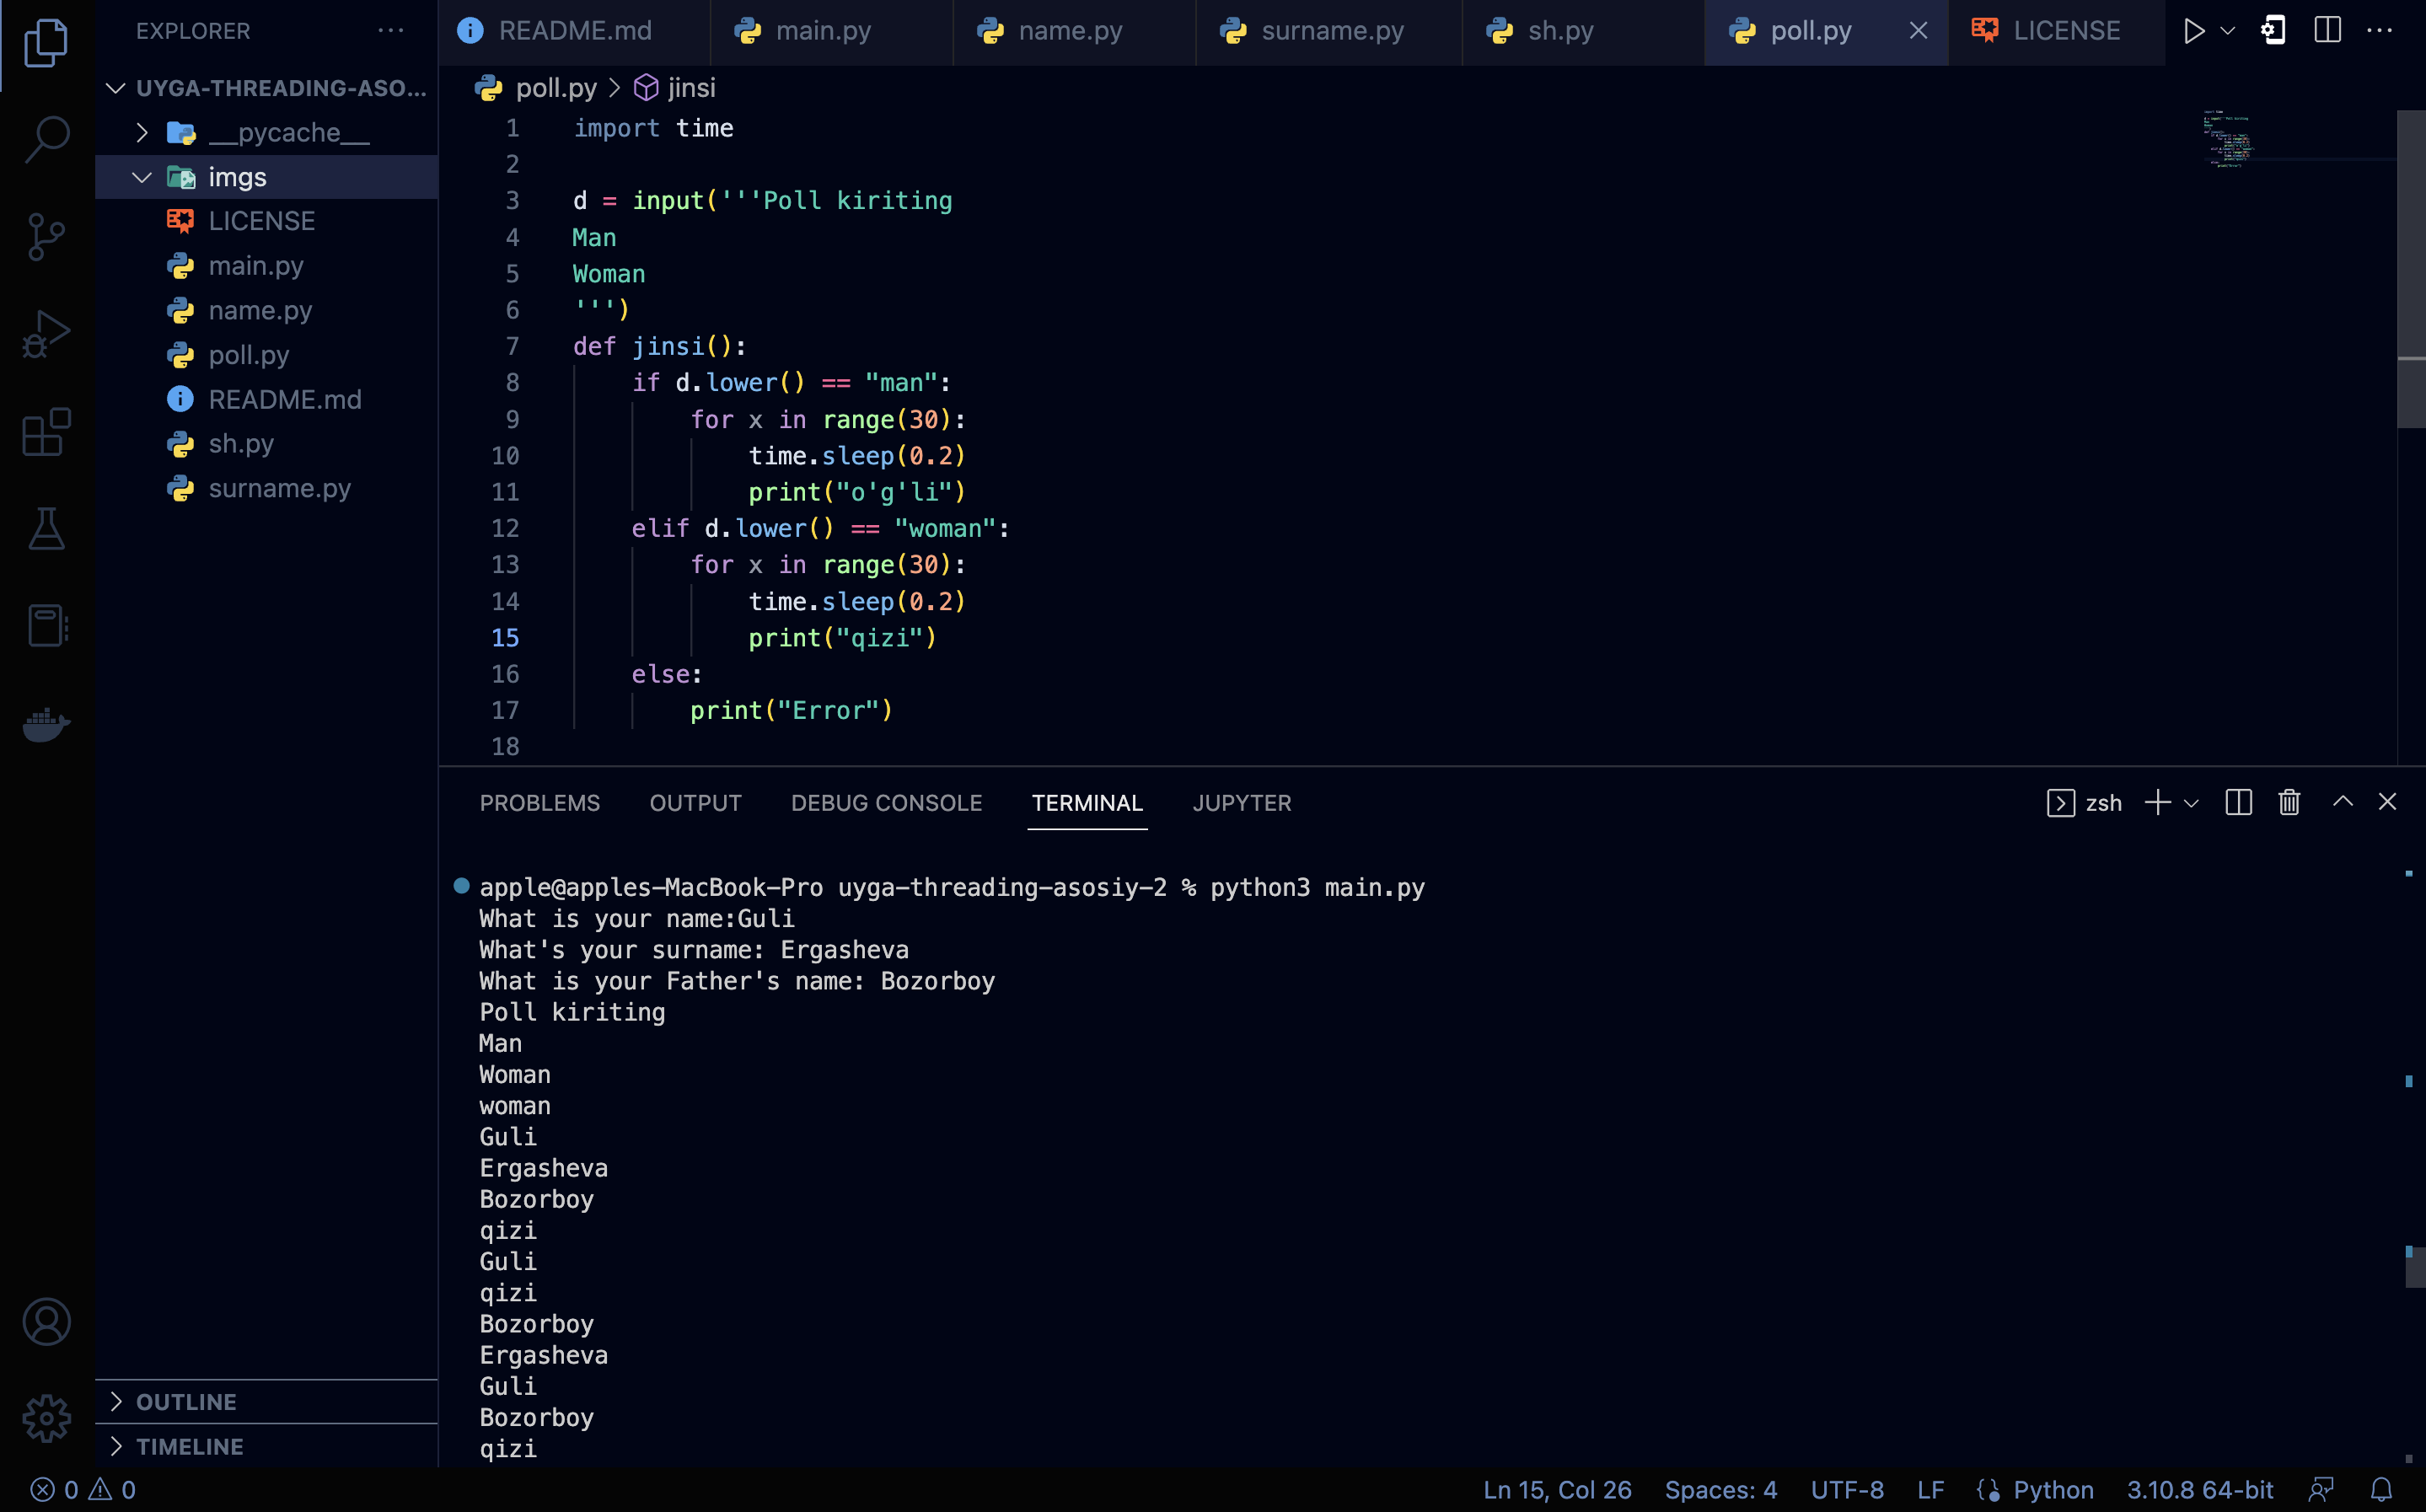 EXPLORER
UYGA-THREADING-ASO...
__pycache__
imgs
LICENSE
main.py
name.py
poll.py
README.md
sh.py
surname.py
OUTLINE
TIMELINE
README.md
main.py
name.py
surname.py
sh.py
poll.py
LICENSE
poll.py > jinsi
1 import time
2
3 d = input('''Poll kiriting
4 Man
5 Woman
6 ''')
7 def jinsi():
8     if d.lower() == "man":
9         for x in range(30):
10             time.sleep(0.2)
11             print("o'g'li")
12     elif d.lower() == "woman":
13         for x in range(30):
14             time.sleep(0.2)
15             print("qizi")
16     else:
17         print("Error")
18
PROBLEMS OUTPUT DEBUG CONSOLE TERMINAL JUPYTER
zsh
apple@apples-MacBook-Pro uyga-threading-asosiy-2 % python3 main.py
What is your name:Guli
What's your surname: Ergasheva
What is your Father's name: Bozorboy
Poll kiriting
Man
Woman
woman
Guli
Ergasheva
Bozorboy
qizi
Guli
qizi
Bozorboy
Ergasheva
Guli
Bozorboy
qizi
0 0
Ln 15, Col 26 Spaces: 4 UTF-8 LF Python 3.10.8 64-bit